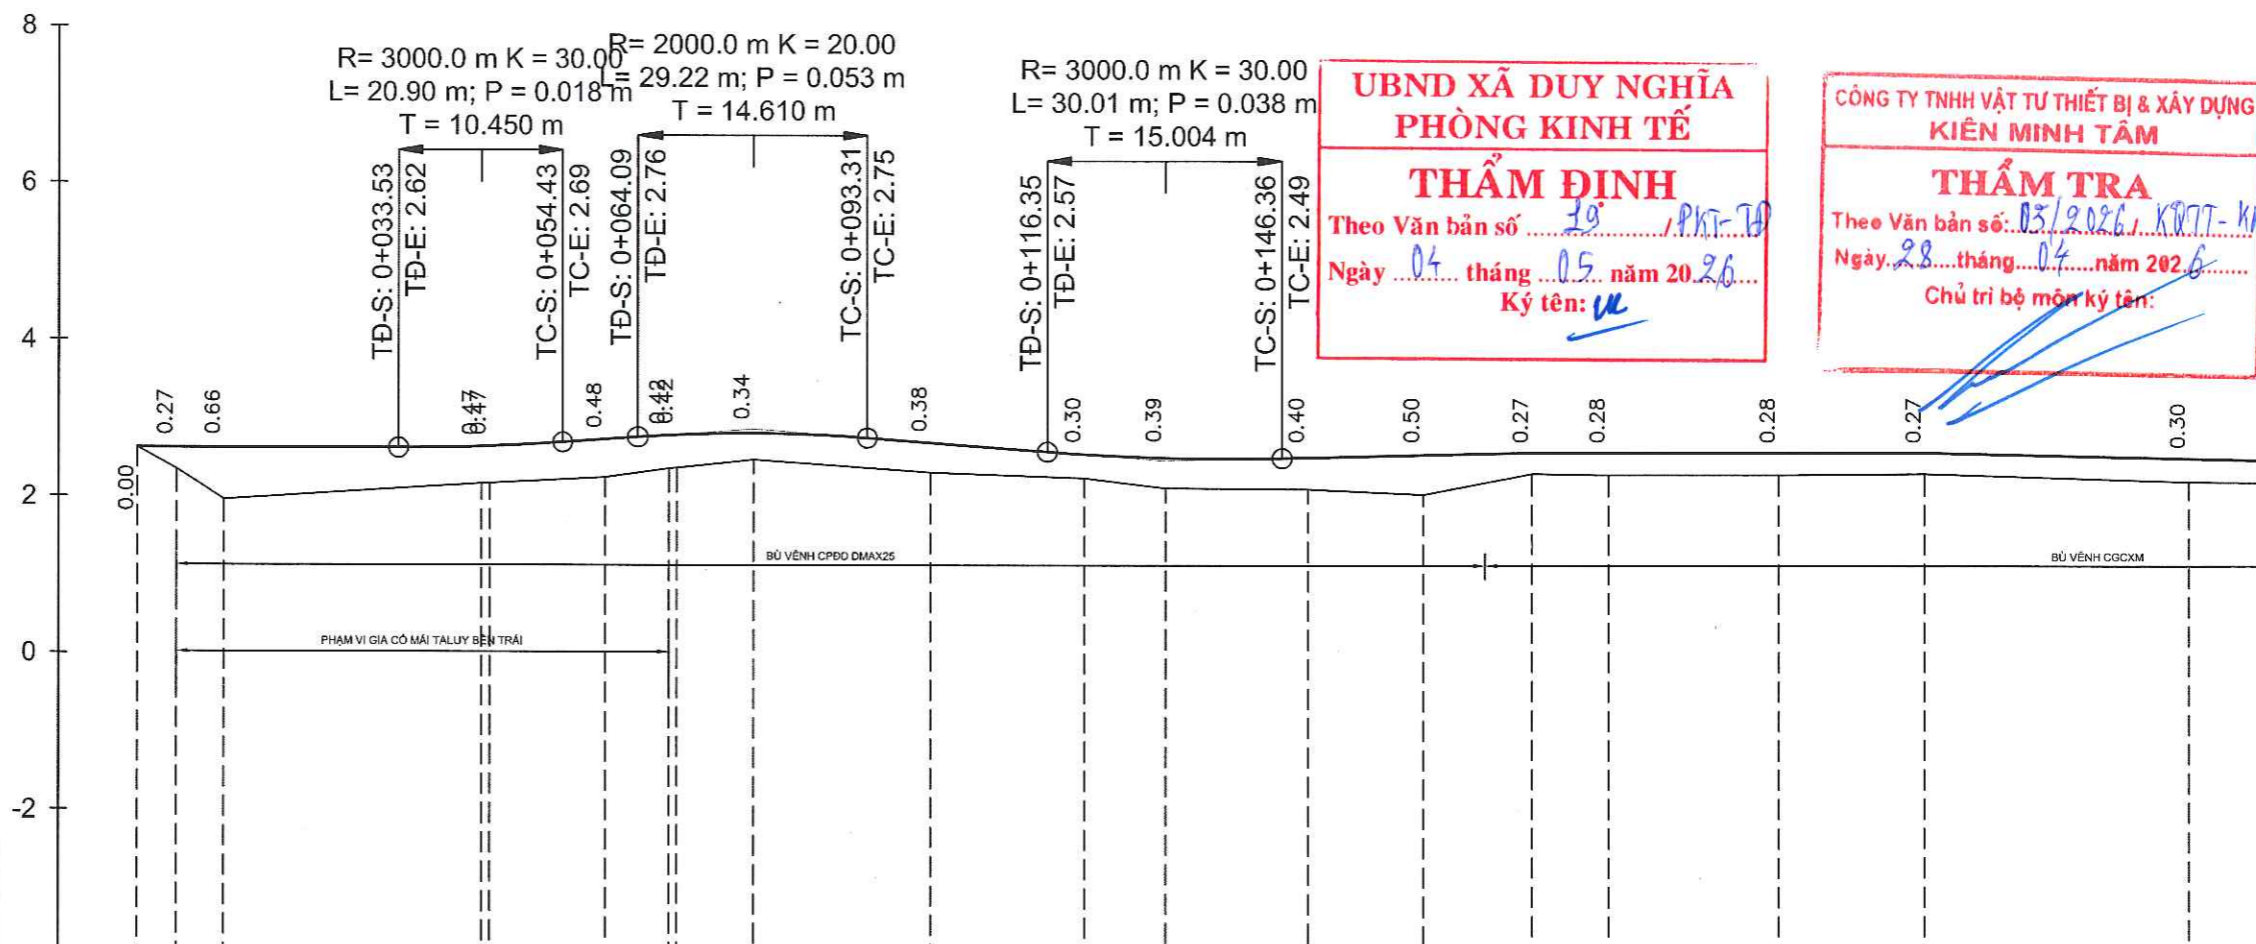 8
6
4
2
0
-2
R= 3000.0 m K = 30.00
L= 20.90 m; P = 0.018 m
T = 10.450 m
R= 2000.0 m K = 20.00
L= 29.22 m; P = 0.053 m
T = 14.610 m
R= 3000.0 m K = 30.00
L= 30.01 m; P = 0.038 m
T = 15.004 m
TĐ-S: 0+033.53
TĐ-E: 2.62
TC-S: 0+054.43
TC-E: 2.69
TĐ-S: 0+064.09
TĐ-E: 2.76
TC-S: 0+093.31
TC-E: 2.75
TĐ-S: 0+116.35
TĐ-E: 2.57
TC-S: 0+146.36
TC-E: 2.49
UBND XÃ DUY NGHĨA
PHÒNG KINH TẾ
THẨM ĐỊNH
Theo Văn bản số 19 /PKT-TĐ
Ngày 04 tháng 05 năm 2026
Ký tên:
CÔNG TY TNHH VẬT TƯ THIẾT BỊ & XÂY DỰNG
KIÊN MINH TÂM
THẨM TRA
Theo Văn bản số: 05/2026/ KQTT-
Ngày 28 tháng 04 năm 2026
Chủ trì bộ môn ký tên:
0.00
0.27
0.66
0.47
0.48
0.42
0.34
0.38
0.30
0.39
0.40
0.50
0.27
0.28
0.28
0.27
0.30
BÙ VÊNH CPĐD DMAX25
BÙ VÊNH CGCXM
PHẠM VI GIA CỐ MÁI TALUY BÊN TRÁI